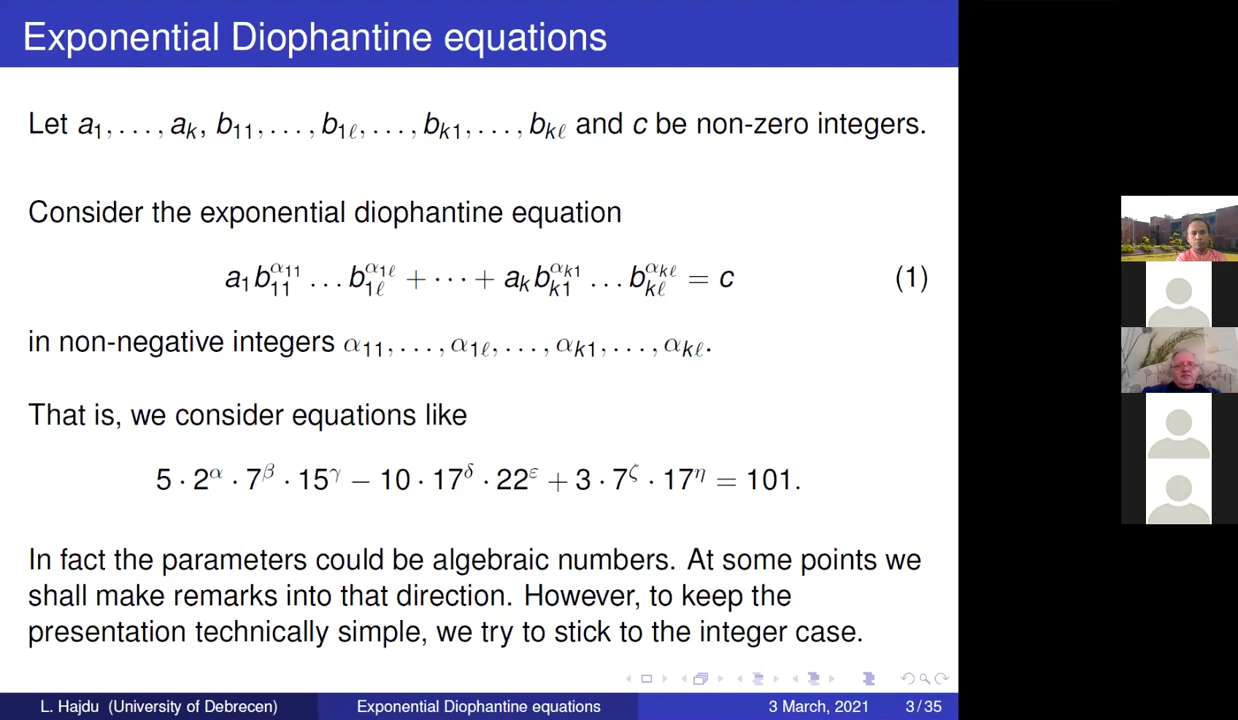 Exponential Diophantine equations
Let a₁, . . . , aₖ, b₁₁, . . . , b₁ℓ, . . . , bₖ₁, . . . , bₖℓ and c be non-zero integers.
Consider the exponential diophantine equation
a₁b₁₁^{α₁₁} . . . b₁ℓ^{α₁ℓ} + · · · + aₖbₖ₁^{αₖ₁} . . . bₖℓ^{αₖℓ} = c (1)
in non-negative integers α₁₁, . . . , α₁ℓ, . . . , αₖ₁, . . . , αₖℓ.
That is, we consider equations like
5 · 2^α · 7^β · 15^γ − 10 · 17^δ · 22^ε + 3 · 7^ζ · 17^η = 101.
In fact the parameters could be algebraic numbers. At some points we
shall make remarks into that direction. However, to keep the
presentation technically simple, we try to stick to the integer case.
L. Hajdu (University of Debrecen) Exponential Diophantine equations 3 March, 2021 3 / 35